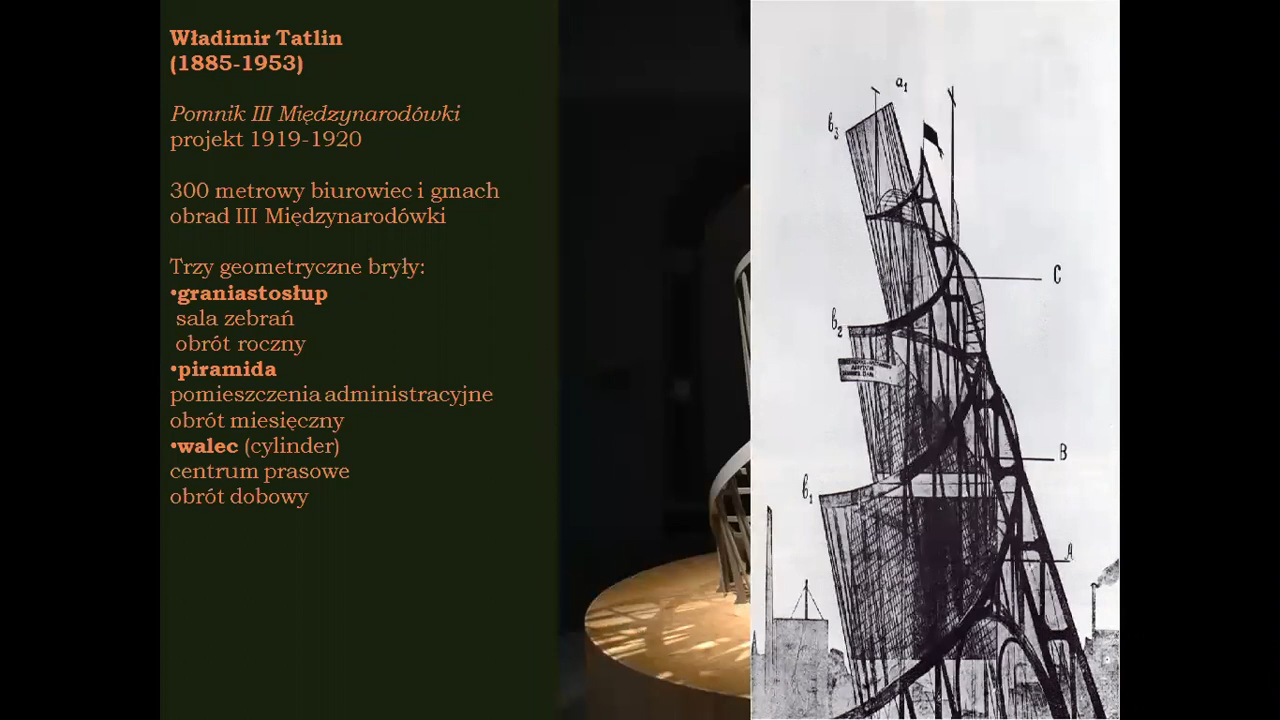 Władimir Tatlin
(1885-1953)
Pomnik III Międzynarodówki
projekt 1919-1920
300 metrowy biurowiec i gmach
obrad III Międzynarodówki
Trzy geometryczne bryły:
•graniastosłup
sala zebrań
obrót roczny
•piramida
pomieszczenia administracyjne
obrót miesięczny
•walec (cylinder)
centrum prasowe
obrót dobowy
a1
b3
C
b2
B
b1
A